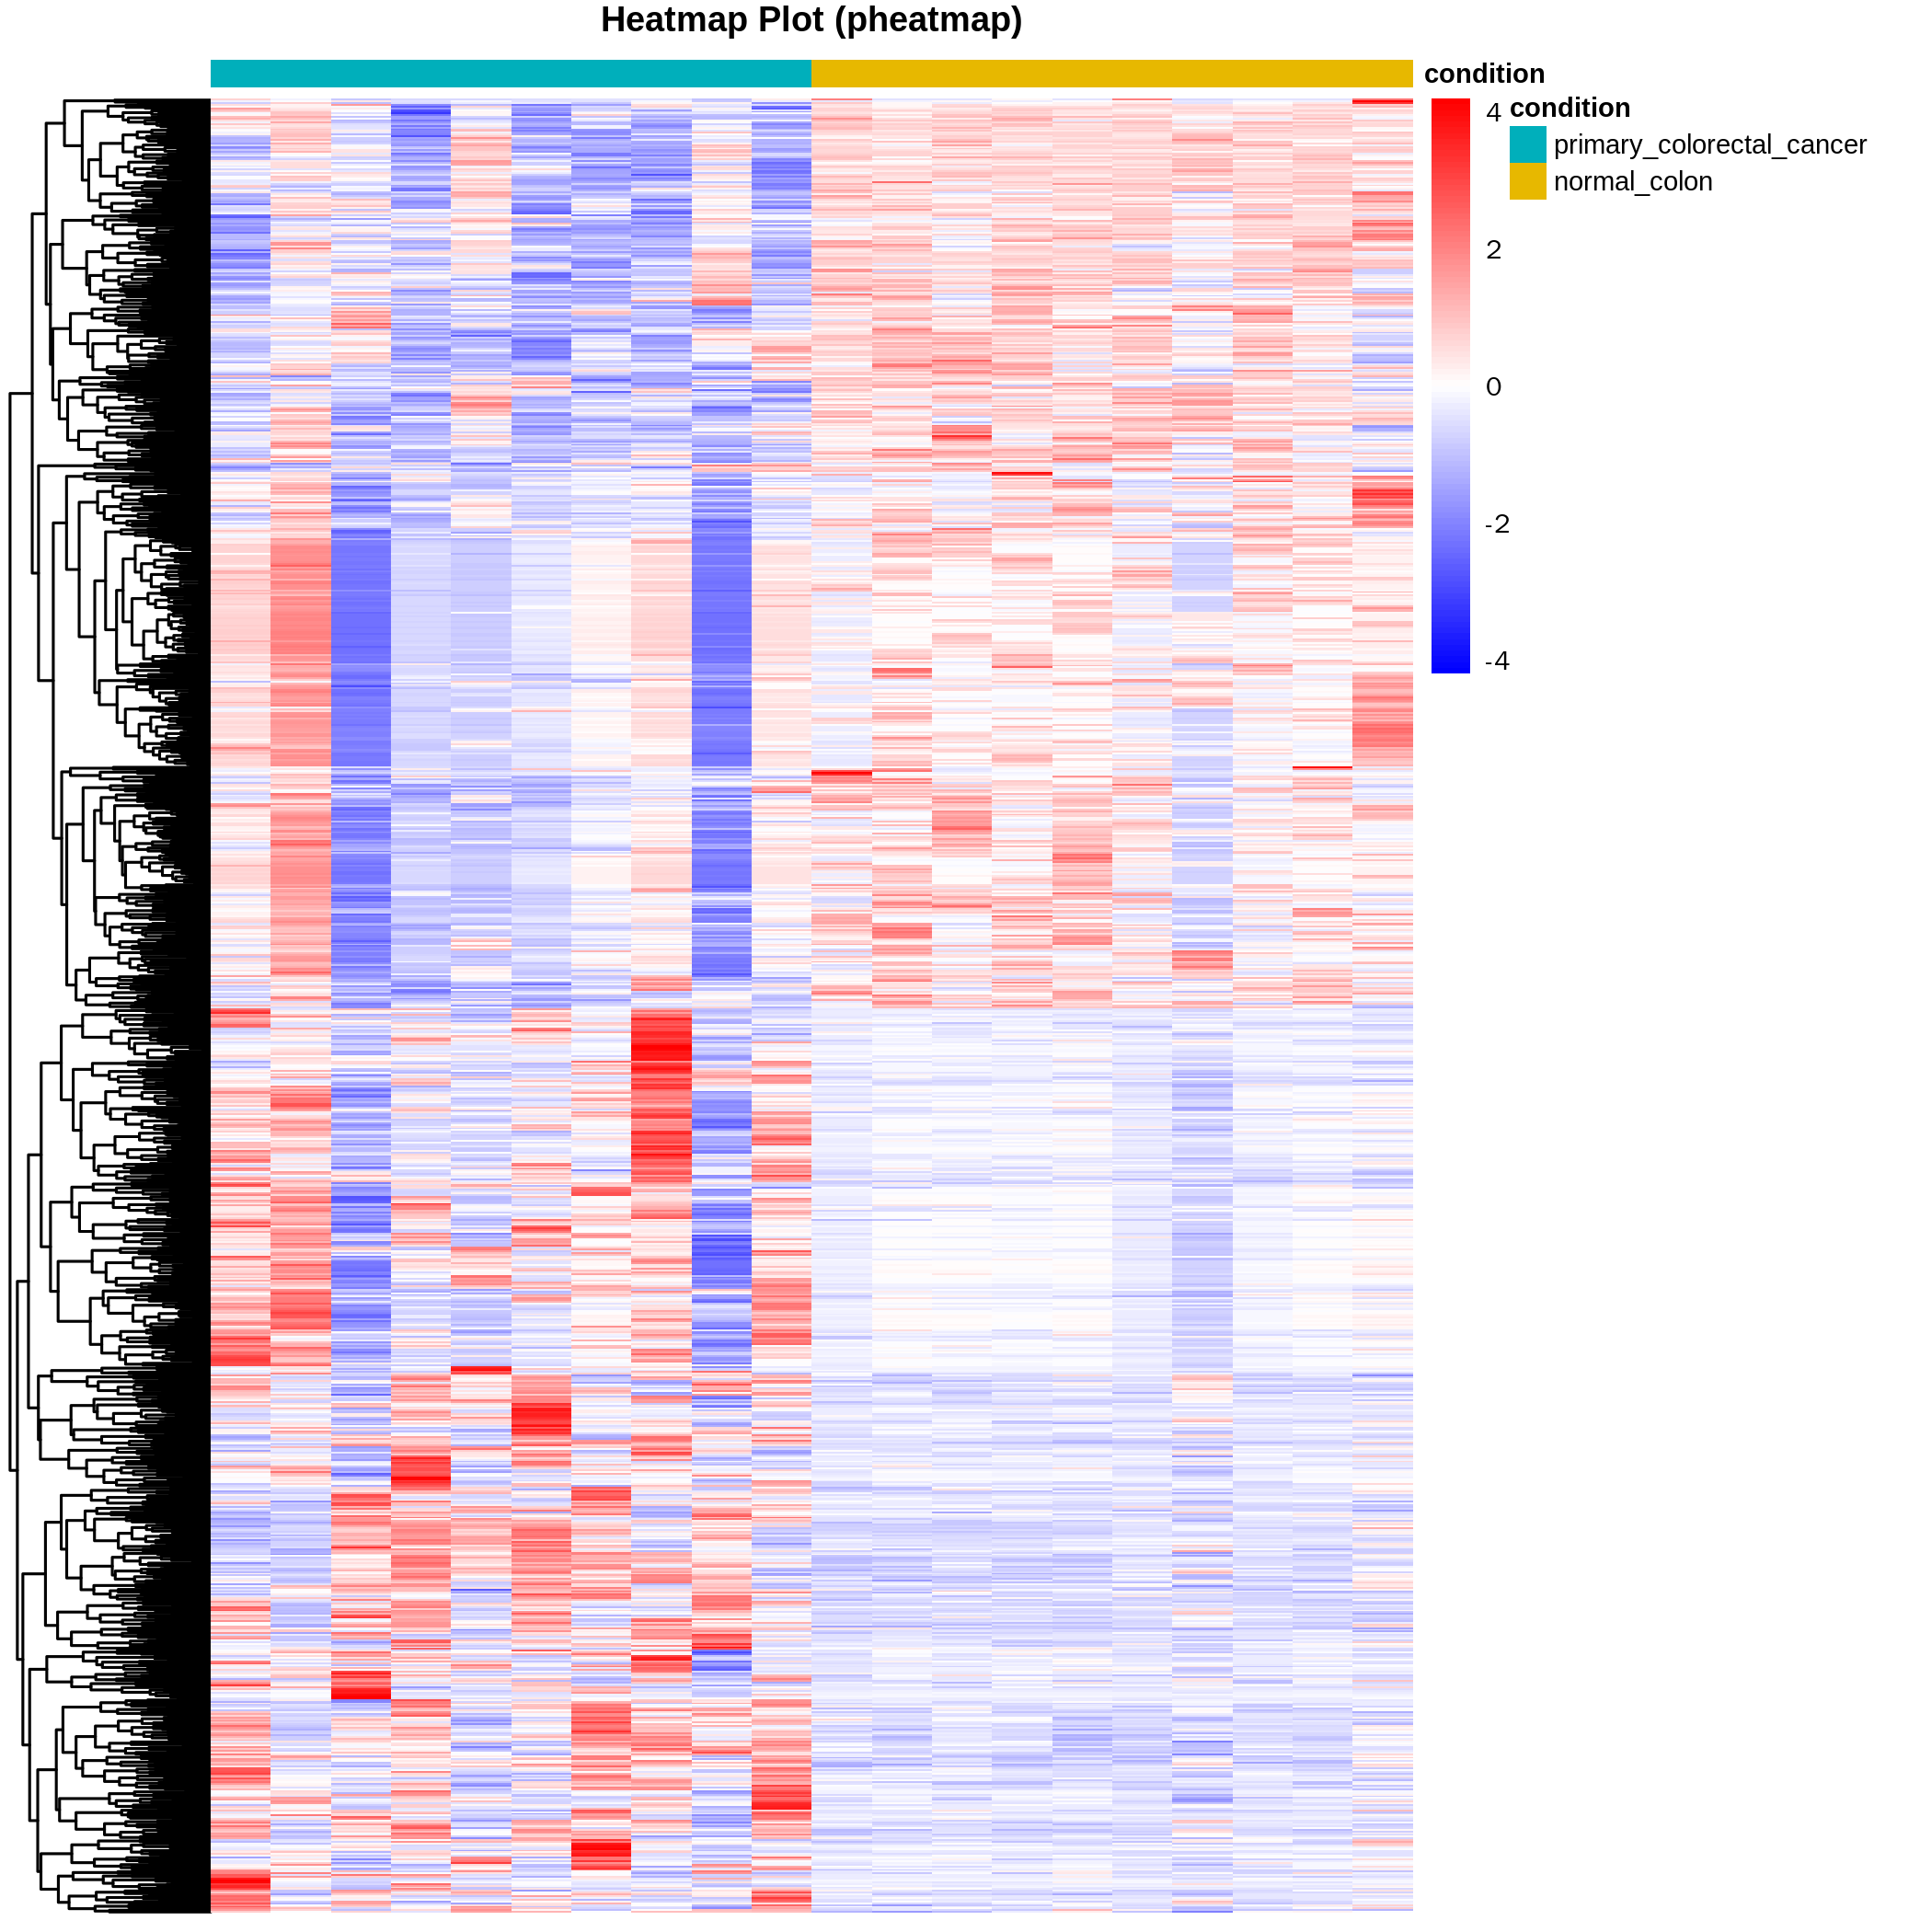 Heatmap Plot (pheatmap)
condition
4
2
0
-2
-4
condition
primary_colorectal_cancer
normal_colon